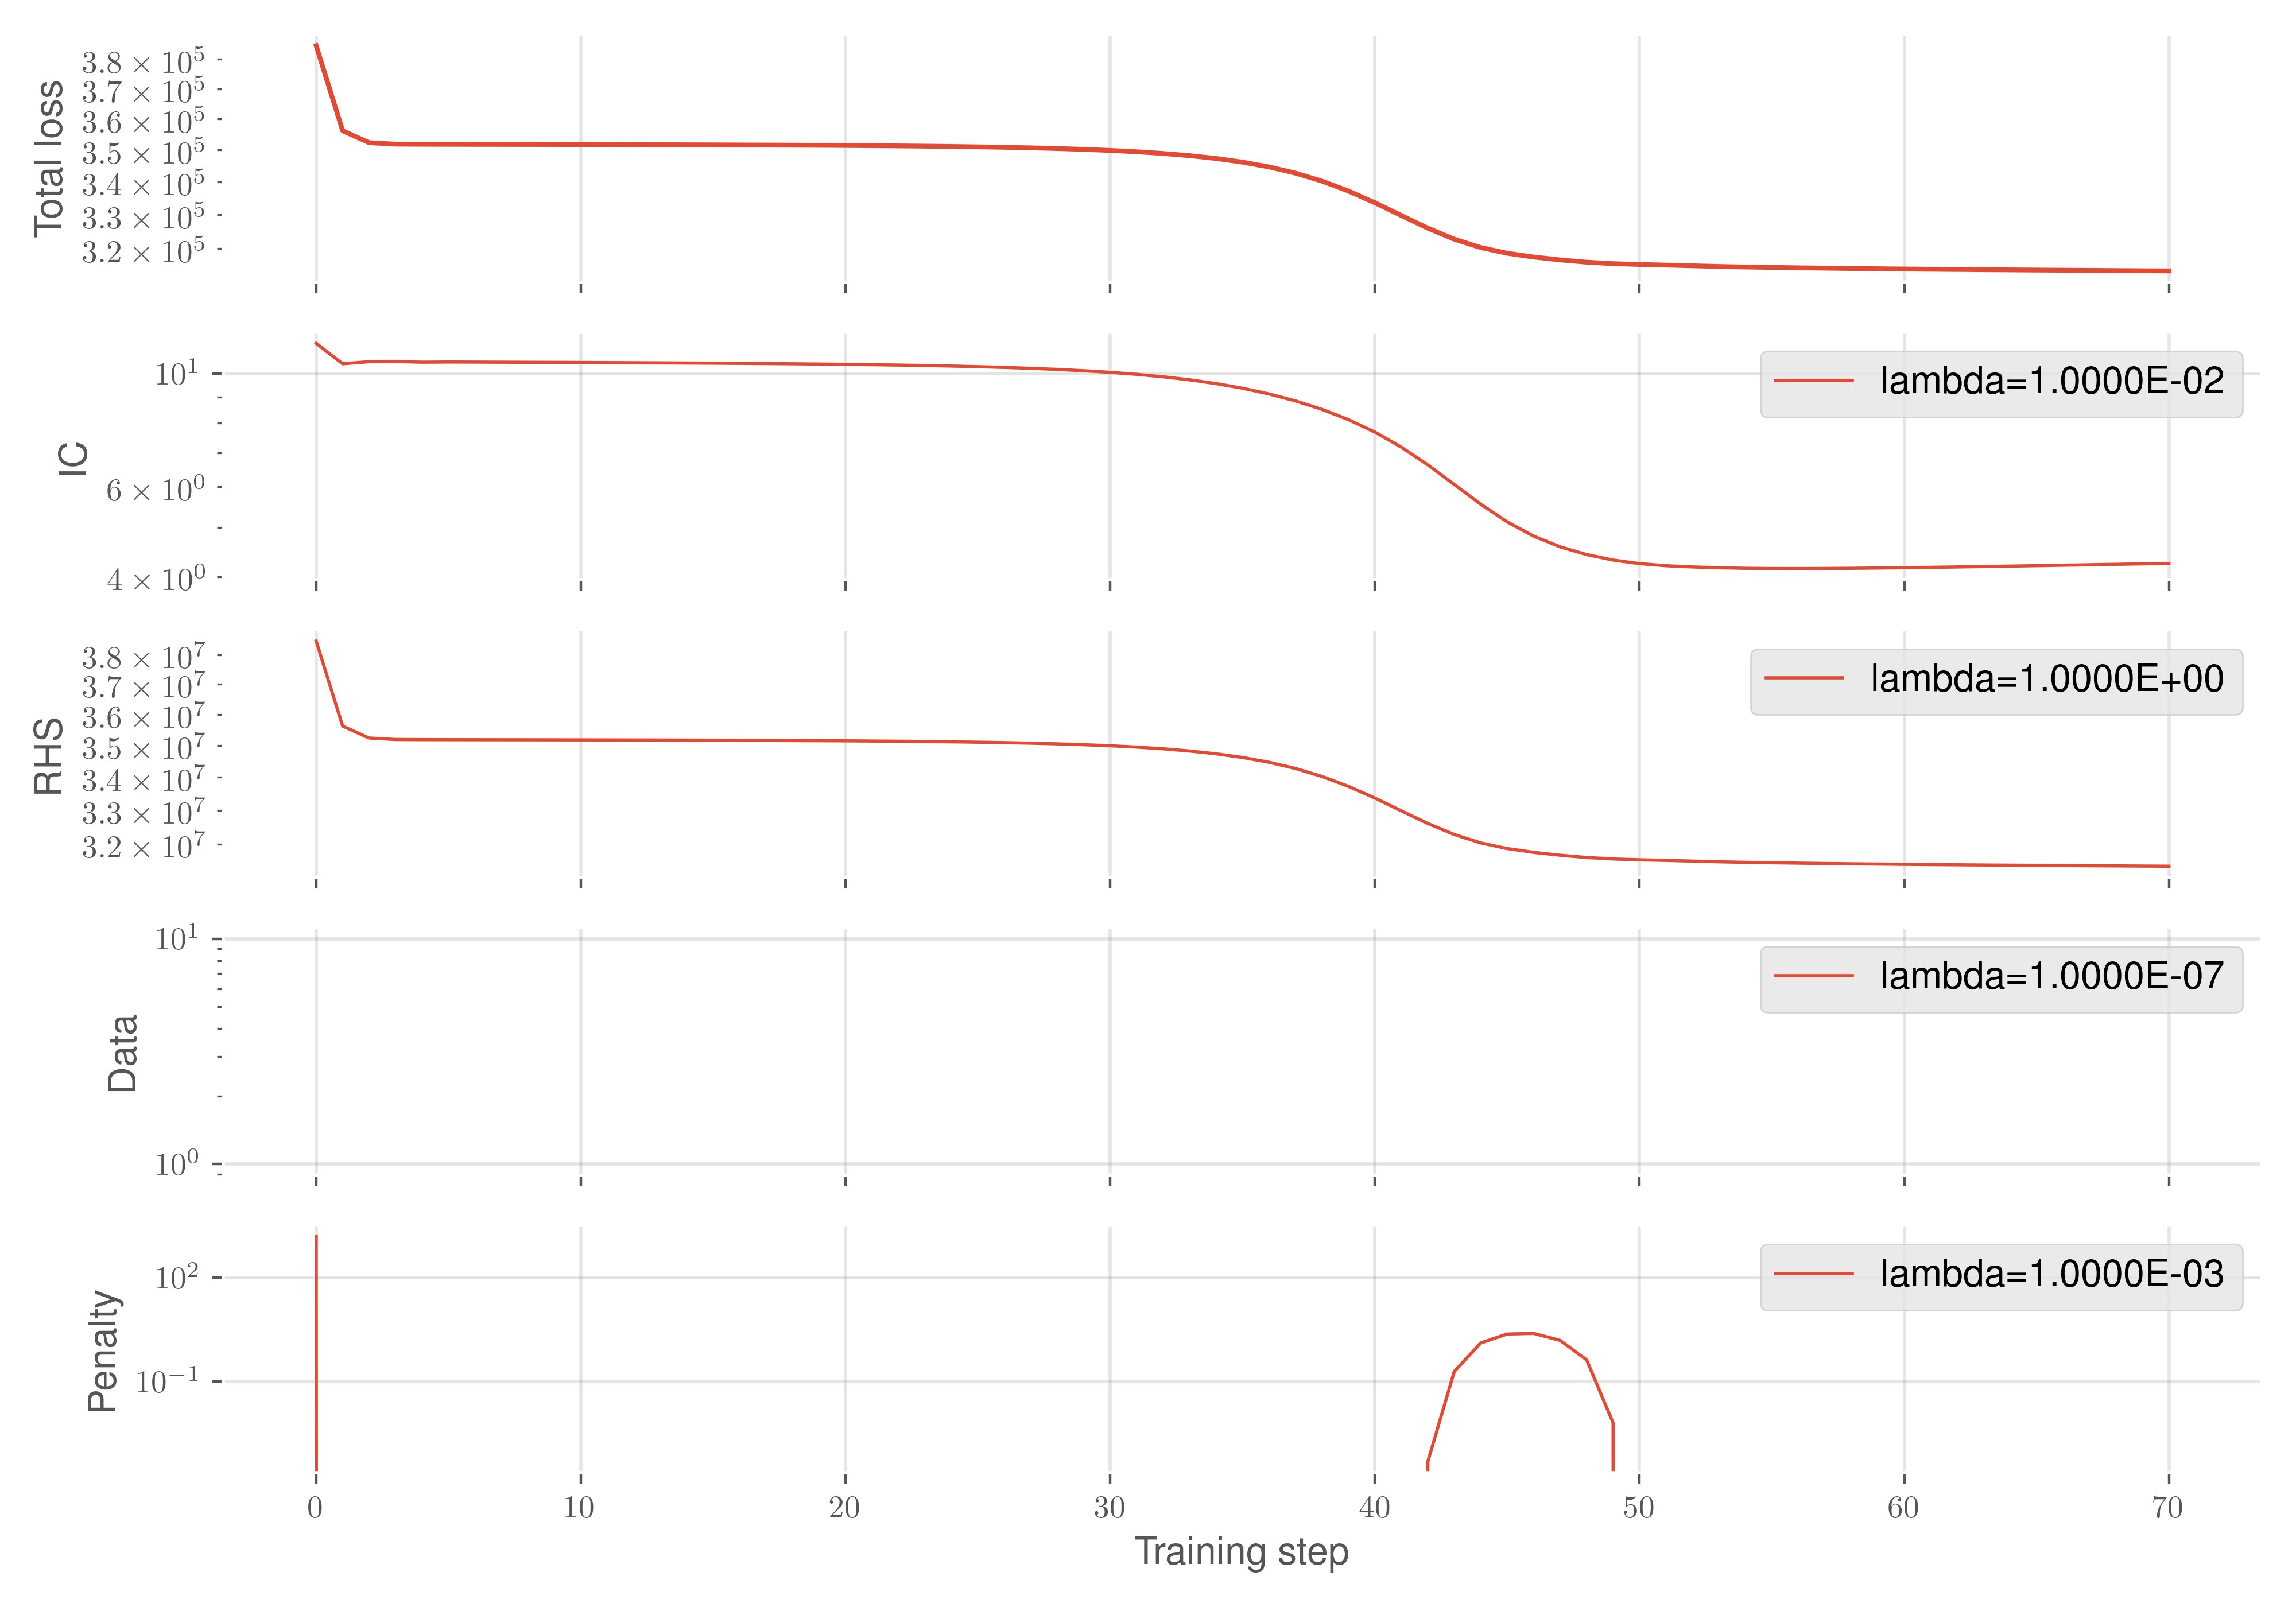 Total loss
3.8 × 10⁵
3.7 × 10⁵
3.6 × 10⁵
3.5 × 10⁵
3.4 × 10⁵
3.3 × 10⁵
3.2 × 10⁵
IC
10¹
6 × 10⁰
4 × 10⁰
lambda=1.0000E-02
RHS
3.8 × 10⁷
3.7 × 10⁷
3.6 × 10⁷
3.5 × 10⁷
3.4 × 10⁷
3.3 × 10⁷
3.2 × 10⁷
lambda=1.0000E+00
Data
10¹
10⁰
lambda=1.0000E-07
Penalty
10²
10⁻¹
lambda=1.0000E-03
0 10 20 30 40 50 60 70
Training step